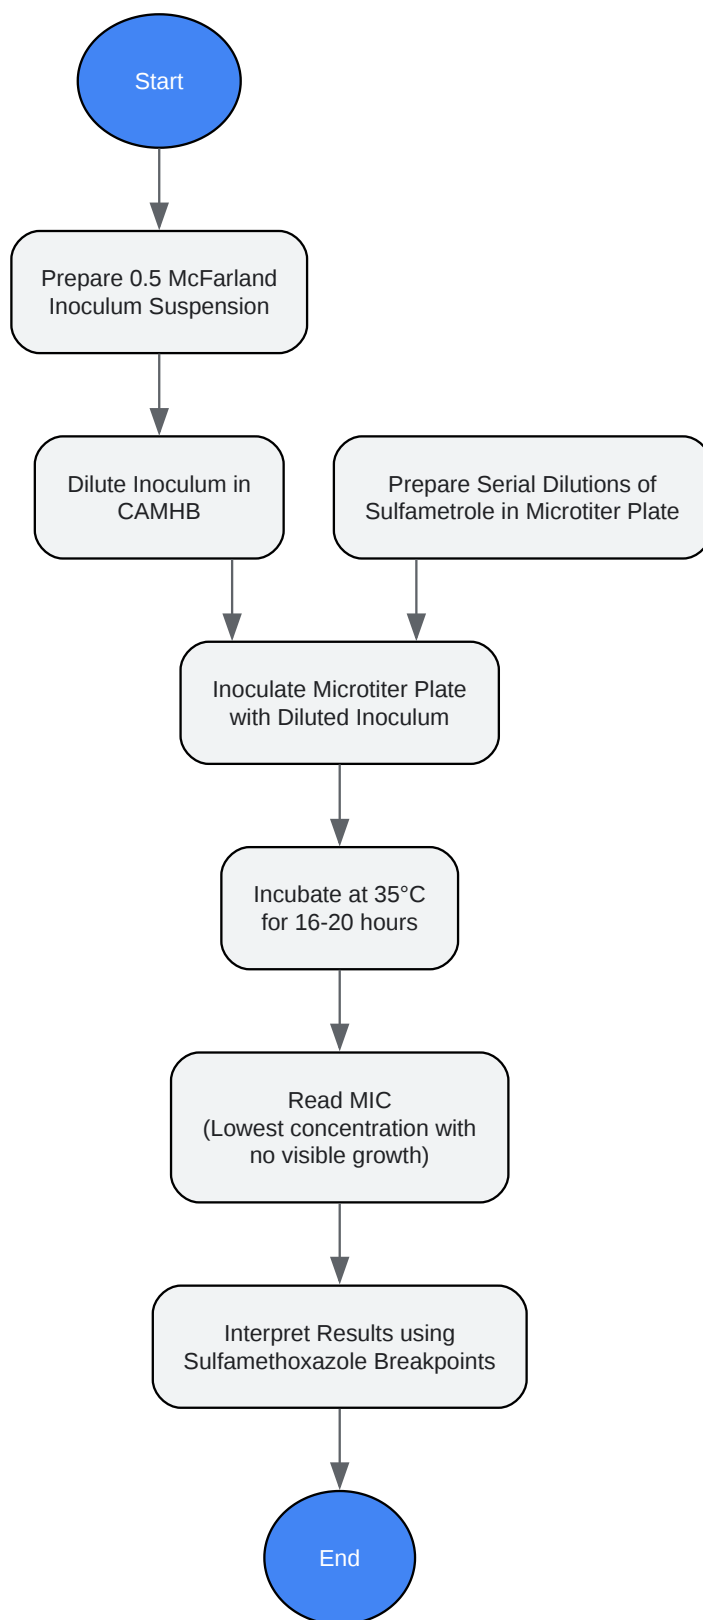 Start
Prepare 0.5 McFarland
Inoculum Suspension
Dilute Inoculum in
CAMHB
Prepare Serial Dilutions of
Sulfametrole in Microtiter Plate
Inoculate Microtiter Plate
with Diluted Inoculum
Incubate at 35°C
for 16-20 hours
Read MIC
(Lowest concentration with
no visible growth)
Interpret Results using
Sulfamethoxazole Breakpoints
End